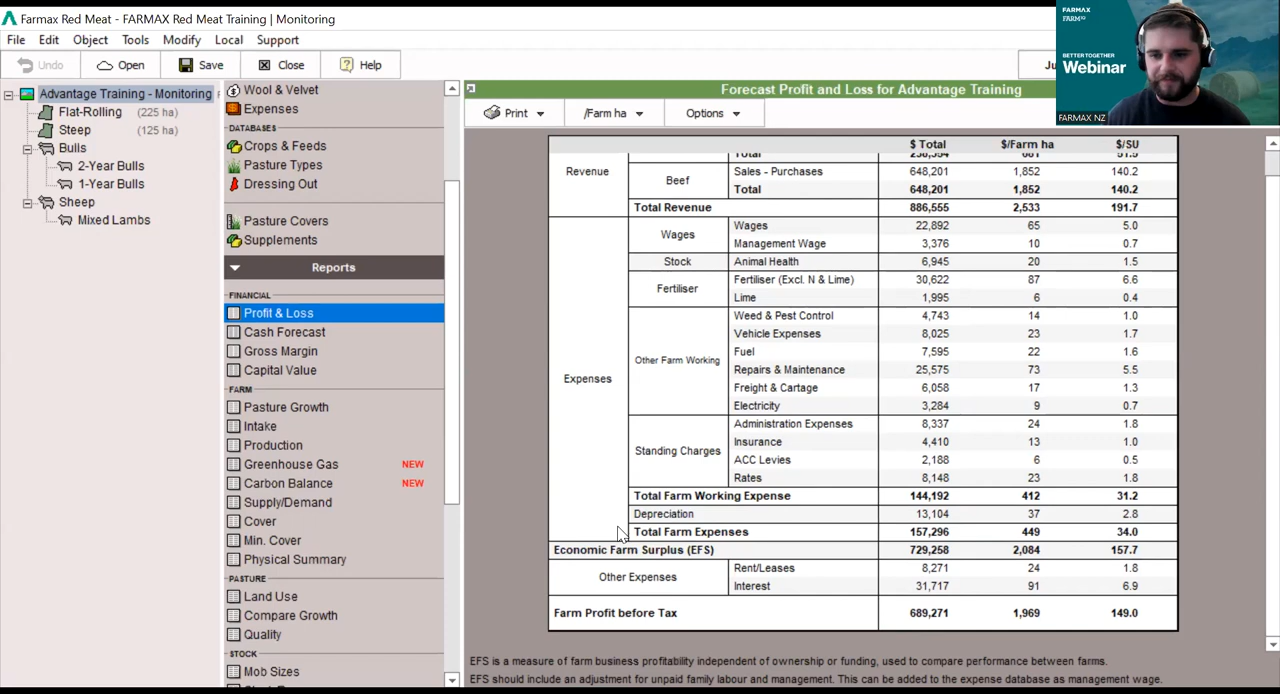 Farmax Red Meat - FARMAX Red Meat Training | Monitoring
File Edit Object Tools Modify Local Support
Undo Open Save Close Help Ju
FARMAX
FARMIQ
BETTER TOGETHER
Webinar
FARMAX NZ
Advantage Training - Monitoring
Flat-Rolling (225 ha)
Steep (125 ha)
Bulls
2-Year Bulls
1-Year Bulls
Sheep
Mixed Lambs
Wool & Velvet
Expenses
DATABASES
Crops & Feeds
Pasture Types
Dressing Out
Pasture Covers
Supplements
Reports
FINANCIAL
Profit & Loss
Cash Forecast
Gross Margin
Capital Value
FARM
Pasture Growth
Intake
Production
Greenhouse Gas NEW
Carbon Balance NEW
Supply/Demand
Cover
Min. Cover
Physical Summary
PASTURE
Land Use
Compare Growth
Quality
STOCK
Mob Sizes
Forecast Profit and Loss for Advantage Training
Print /Farm ha Options
$ Total $/Farm ha $/SU
Total
Revenue Beef Sales - Purchases 648,201 1,852 140.2
Total 648,201 1,852 140.2
Total Revenue 886,555 2,533 191.7
Expenses
Wages Wages 22,892 65 5.0
Management Wage 3,376 10 0.7
Stock Animal Health 6,945 20 1.5
Fertiliser Fertiliser (Excl. N & Lime) 30,622 87 6.6
Lime 1,995 6 0.4
Other Farm Working Weed & Pest Control 4,743 14 1.0
Vehicle Expenses 8,025 23 1.7
Fuel 7,595 22 1.6
Repairs & Maintenance 25,575 73 5.5
Freight & Cartage 6,058 17 1.3
Electricity 3,284 9 0.7
Standing Charges Administration Expenses 8,337 24 1.8
Insurance 4,410 13 1.0
ACC Levies 2,188 6 0.5
Rates 8,148 23 1.8
Total Farm Working Expense 144,192 412 31.2
Depreciation 13,104 37 2.8
Total Farm Expenses 157,296 449 34.0
Economic Farm Surplus (EFS) 729,258 2,084 157.7
Other Expenses Rent/Leases 8,271 24 1.8
Interest 31,717 91 6.9
Farm Profit before Tax 689,271 1,969 149.0
EFS is a measure of farm business profitability independent of ownership or funding, used to compare performance between farms.
EFS should include an adjustment for unpaid family labour and management. This can be added to the expense database as management wage.